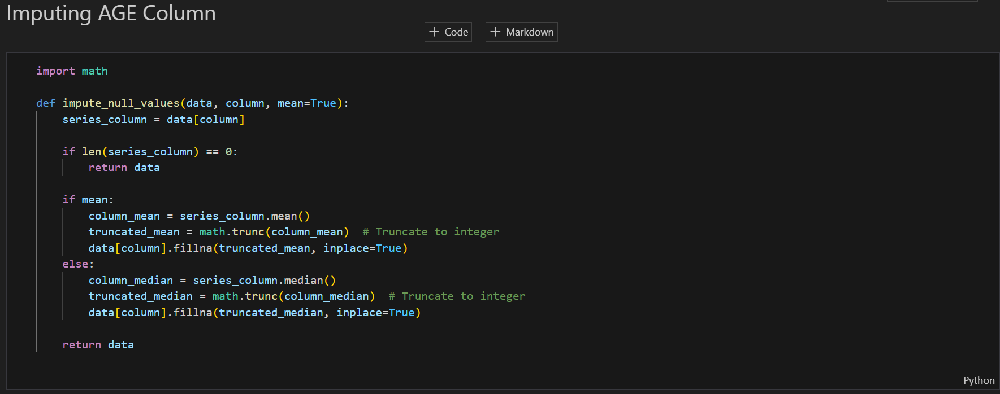 Imputing AGE Column
+ Code + Markdown
import math
def impute_null_values(data, column, mean=True):
    series_column = data[column]
    if len(series_column) == 0:
        return data
    if mean:
        column_mean = series_column.mean()
        truncated_mean = math.trunc(column_mean)  # Truncate to integer
        data[column].fillna(truncated_mean, inplace=True)
    else:
        column_median = series_column.median()
        truncated_median = math.trunc(column_median)  # Truncate to integer
        data[column].fillna(truncated_median, inplace=True)
    return data
Python